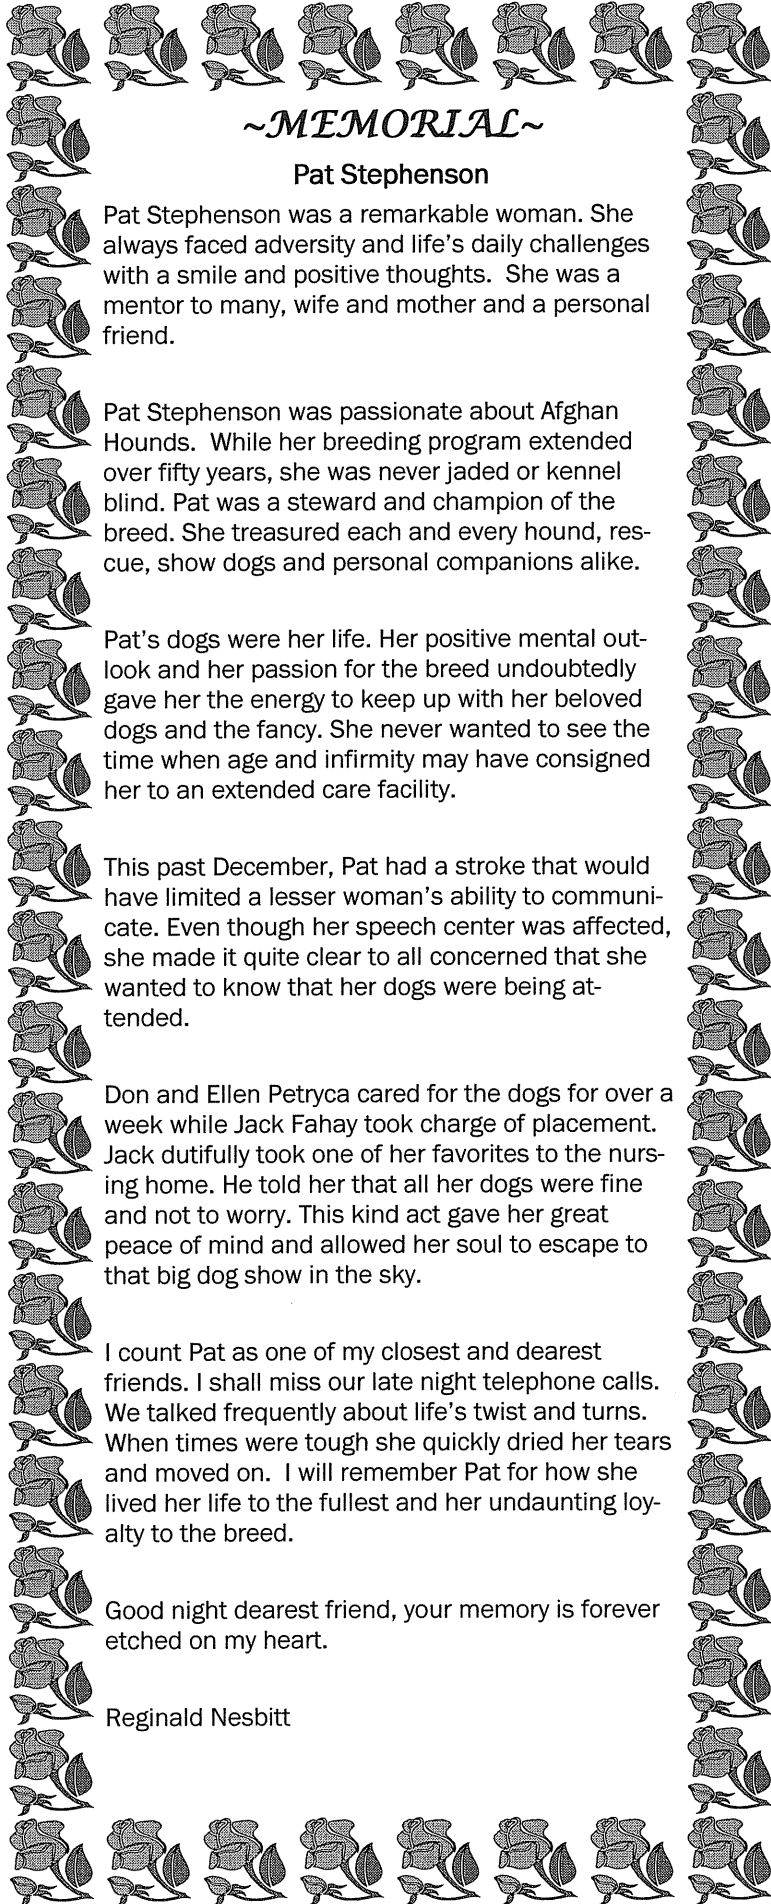 ~MEMORIAL~
Pat Stephenson
Pat Stephenson was a remarkable woman. She
always faced adversity and life's daily challenges
with a smile and positive thoughts.  She was a
mentor to many, wife and mother and a personal
friend.
Pat Stephenson was passionate about Afghan
Hounds.  While her breeding program extended
over fifty years, she was never jaded or kennel
blind. Pat was a steward and champion of the
breed. She treasured each and every hound, res-
cue, show dogs and personal companions alike.
Pat's dogs were her life. Her positive mental out-
look and her passion for the breed undoubtedly
gave her the energy to keep up with her beloved
dogs and the fancy. She never wanted to see the
time when age and infirmity may have consigned
her to an extended care facility.
This past December, Pat had a stroke that would
have limited a lesser woman's ability to communi-
cate. Even though her speech center was affected,
she made it quite clear to all concerned that she
wanted to know that her dogs were being at-
tended.
Don and Ellen Petryca cared for the dogs for over a
week while Jack Fahay took charge of placement.
Jack dutifully took one of her favorites to the nurs-
ing home. He told her that all her dogs were fine
and not to worry. This kind act gave her great
peace of mind and allowed her soul to escape to
that big dog show in the sky.
I count Pat as one of my closest and dearest
friends. I shall miss our late night telephone calls.
We talked frequently about life's twist and turns.
When times were tough she quickly dried her tears
and moved on.  I will remember Pat for how she
lived her life to the fullest and her undaunting loy-
alty to the breed.
Good night dearest friend, your memory is forever
etched on my heart.
Reginald Nesbitt